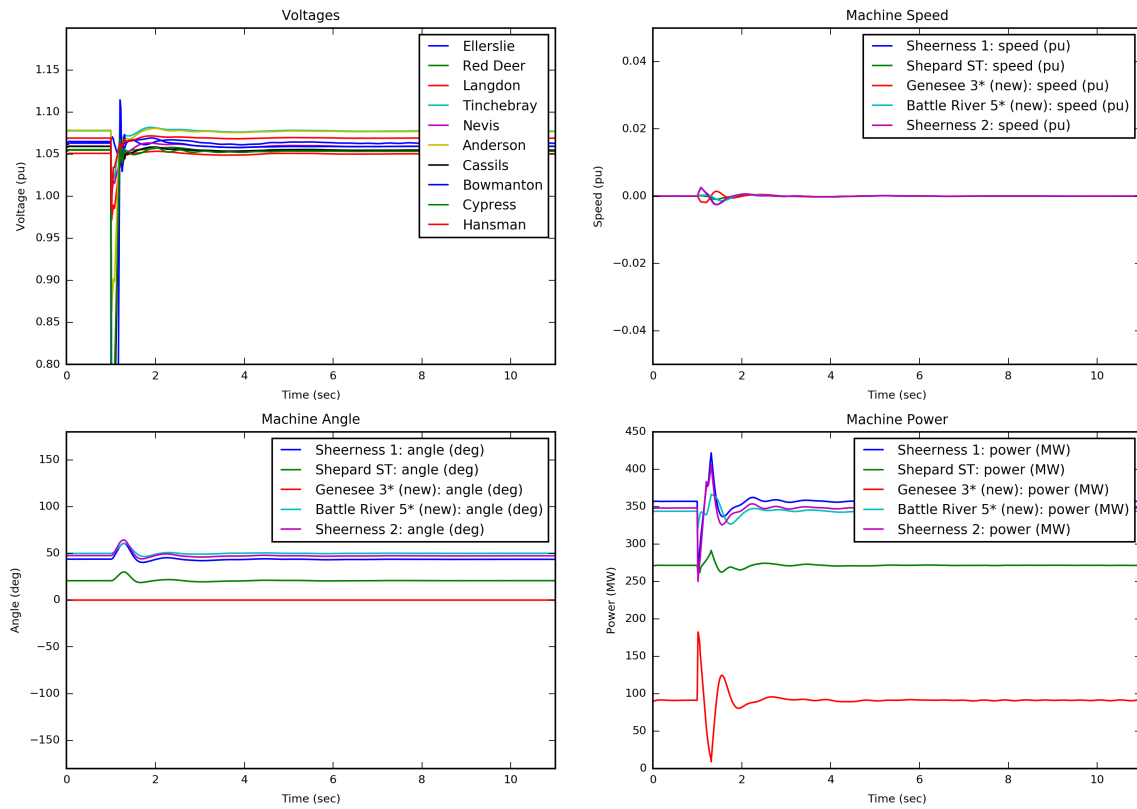 Voltages
1.15
1.10
1.05
1.00
0.95
0.90
0.85
0.80
Voltage (pu)
0 2 4 6 8 10
Time (sec)
Ellerslie
Red Deer
Langdon
Tinchebray
Nevis
Anderson
Cassils
Bowmanton
Cypress
Hansman
Machine Speed
0.04
0.02
0.00
−0.02
−0.04
Speed (pu)
0 2 4 6 8 10
Time (sec)
Sheerness 1: speed (pu)
Shepard ST: speed (pu)
Genesee 3* (new): speed (pu)
Battle River 5* (new): speed (pu)
Sheerness 2: speed (pu)
Machine Angle
150
100
50
0
−50
−100
−150
Angle (deg)
0 2 4 6 8 10
Time (sec)
Sheerness 1: angle (deg)
Shepard ST: angle (deg)
Genesee 3* (new): angle (deg)
Battle River 5* (new): angle (deg)
Sheerness 2: angle (deg)
Machine Power
450
400
350
300
250
200
150
100
50
0
Power (MW)
0 2 4 6 8 10
Time (sec)
Sheerness 1: power (MW)
Shepard ST: power (MW)
Genesee 3* (new): power (MW)
Battle River 5* (new): power (MW)
Sheerness 2: power (MW)